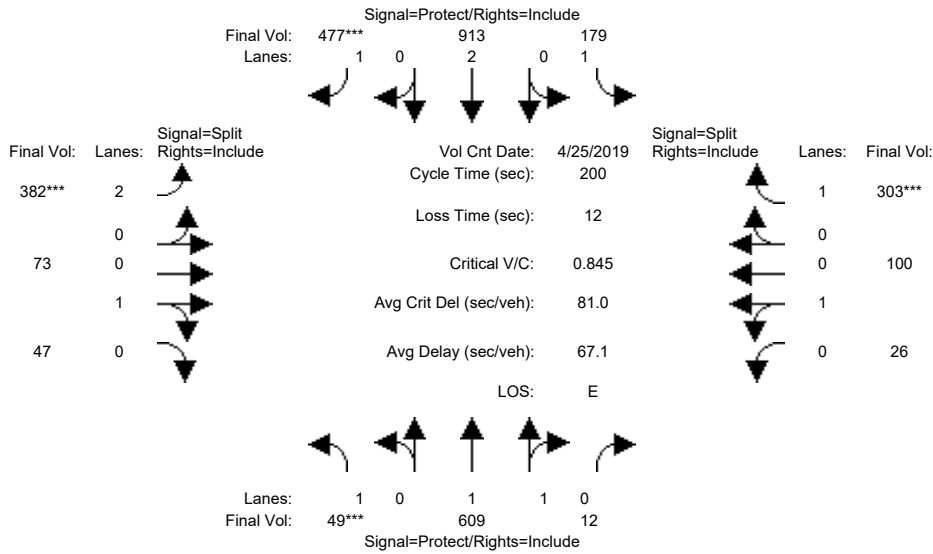 Signal=Protect/Rights=Include
Final Vol: 477*** 913 179
Lanes: 1 0 2 0 1
Signal=Split Signal=Split
Final Vol: Lanes: Rights=Include Vol Cnt Date: 4/25/2019 Rights=Include Lanes: Final Vol:
Cycle Time (sec): 200
382*** 2 1 303***
Loss Time (sec): 12
0 0
73 0 Critical V/C: 0.845 0 100
1 Avg Crit Del (sec/veh): 81.0 1
47 0 Avg Delay (sec/veh): 67.1 0 26
LOS: E
Lanes: 1 0 1 1 0
Final Vol: 49*** 609 12
Signal=Protect/Rights=Include